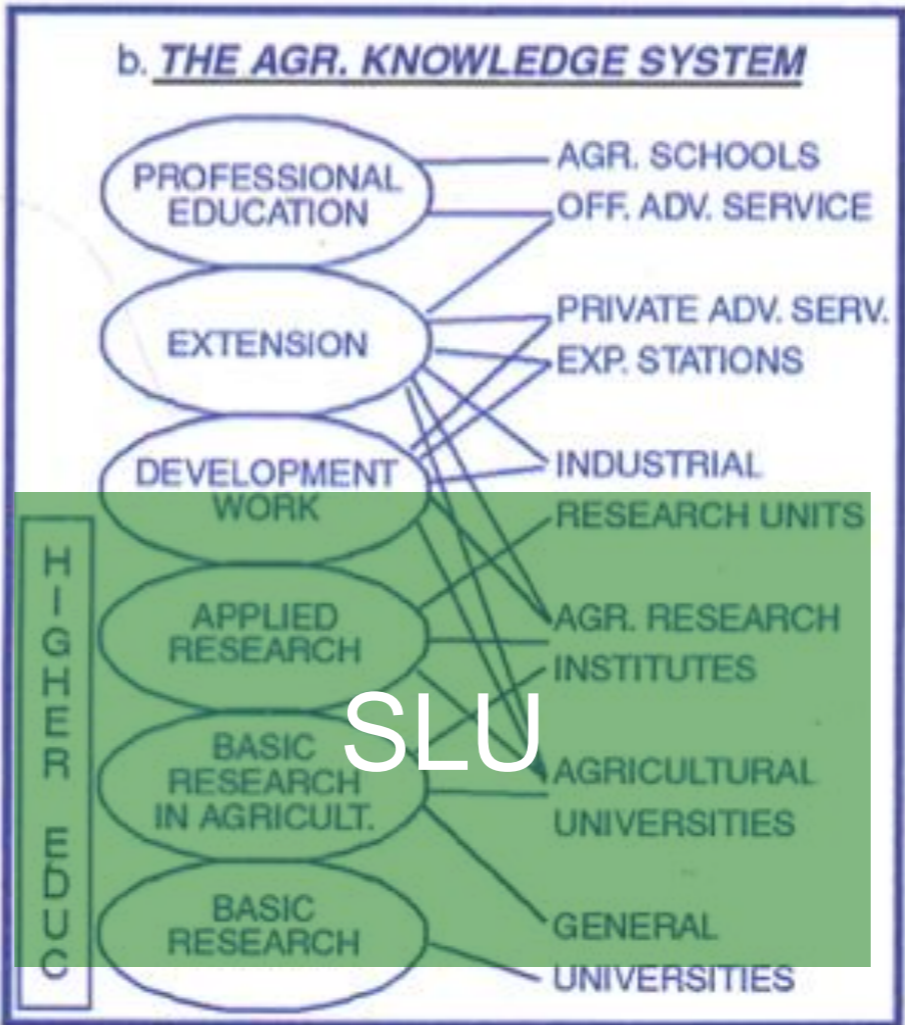 b. THE AGR. KNOWLEDGE SYSTEM
PROFESSIONAL
EDUCATION
AGR. SCHOOLS
OFF. ADV. SERVICE
EXTENSION
PRIVATE ADV. SERV.
EXP. STATIONS
DEVELOPMENT
WORK
INDUSTRIAL
RESEARCH UNITS
HIGHER EDUC
APPLIED
RESEARCH
AGR. RESEARCH
INSTITUTES
SLU
BASIC
RESEARCH
IN AGRICULT.
AGRICULTURAL
UNIVERSITIES
BASIC
RESEARCH
GENERAL
UNIVERSITIES